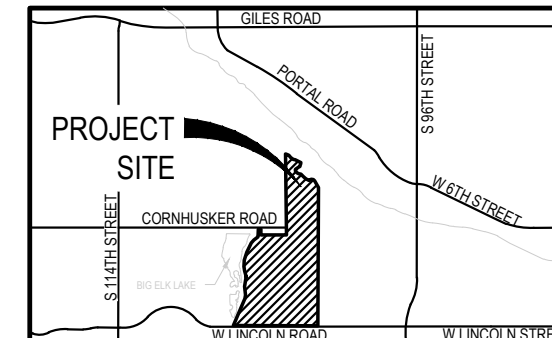 GILES ROAD
PORTAL ROAD
S 96TH STREET
PROJECT
SITE
W 6TH STREET
CORNHUSKER ROAD
S 114TH STREET
BIG ELK LAKE
W LINCOLN ROAD
W LINCOLN STRE